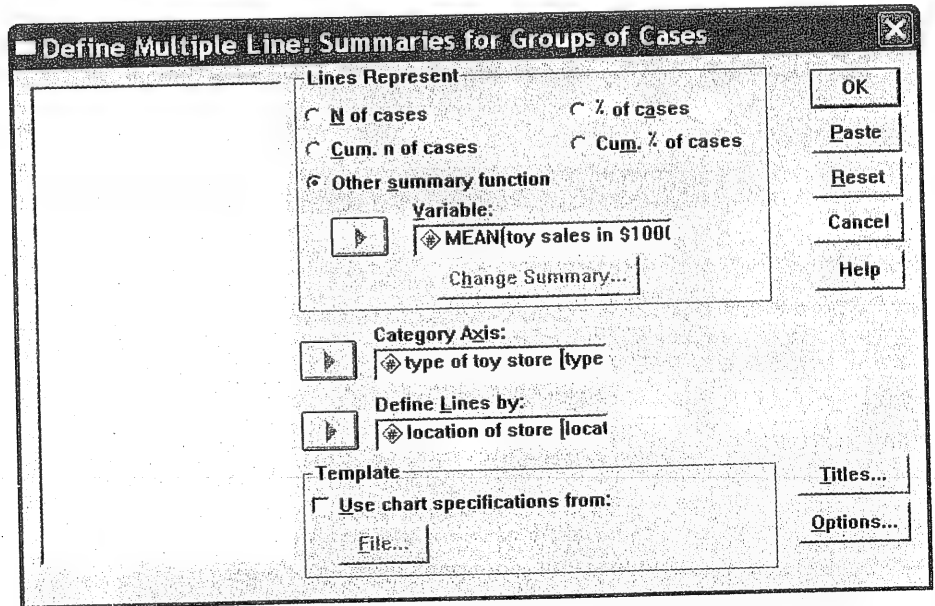 Define Multiple Line: Summaries for Groups of Cases
Lines Represent
N of cases
% of cases
Cum. n of cases
Cum. % of cases
Other summary function
Variable:
MEAN[toy sales in $100(
Change Summary...
Category Axis:
type of toy store [type
Define Lines by:
location of store [locat
Template
Use chart specifications from:
File...
OK
Paste
Reset
Cancel
Help
Titles...
Options...